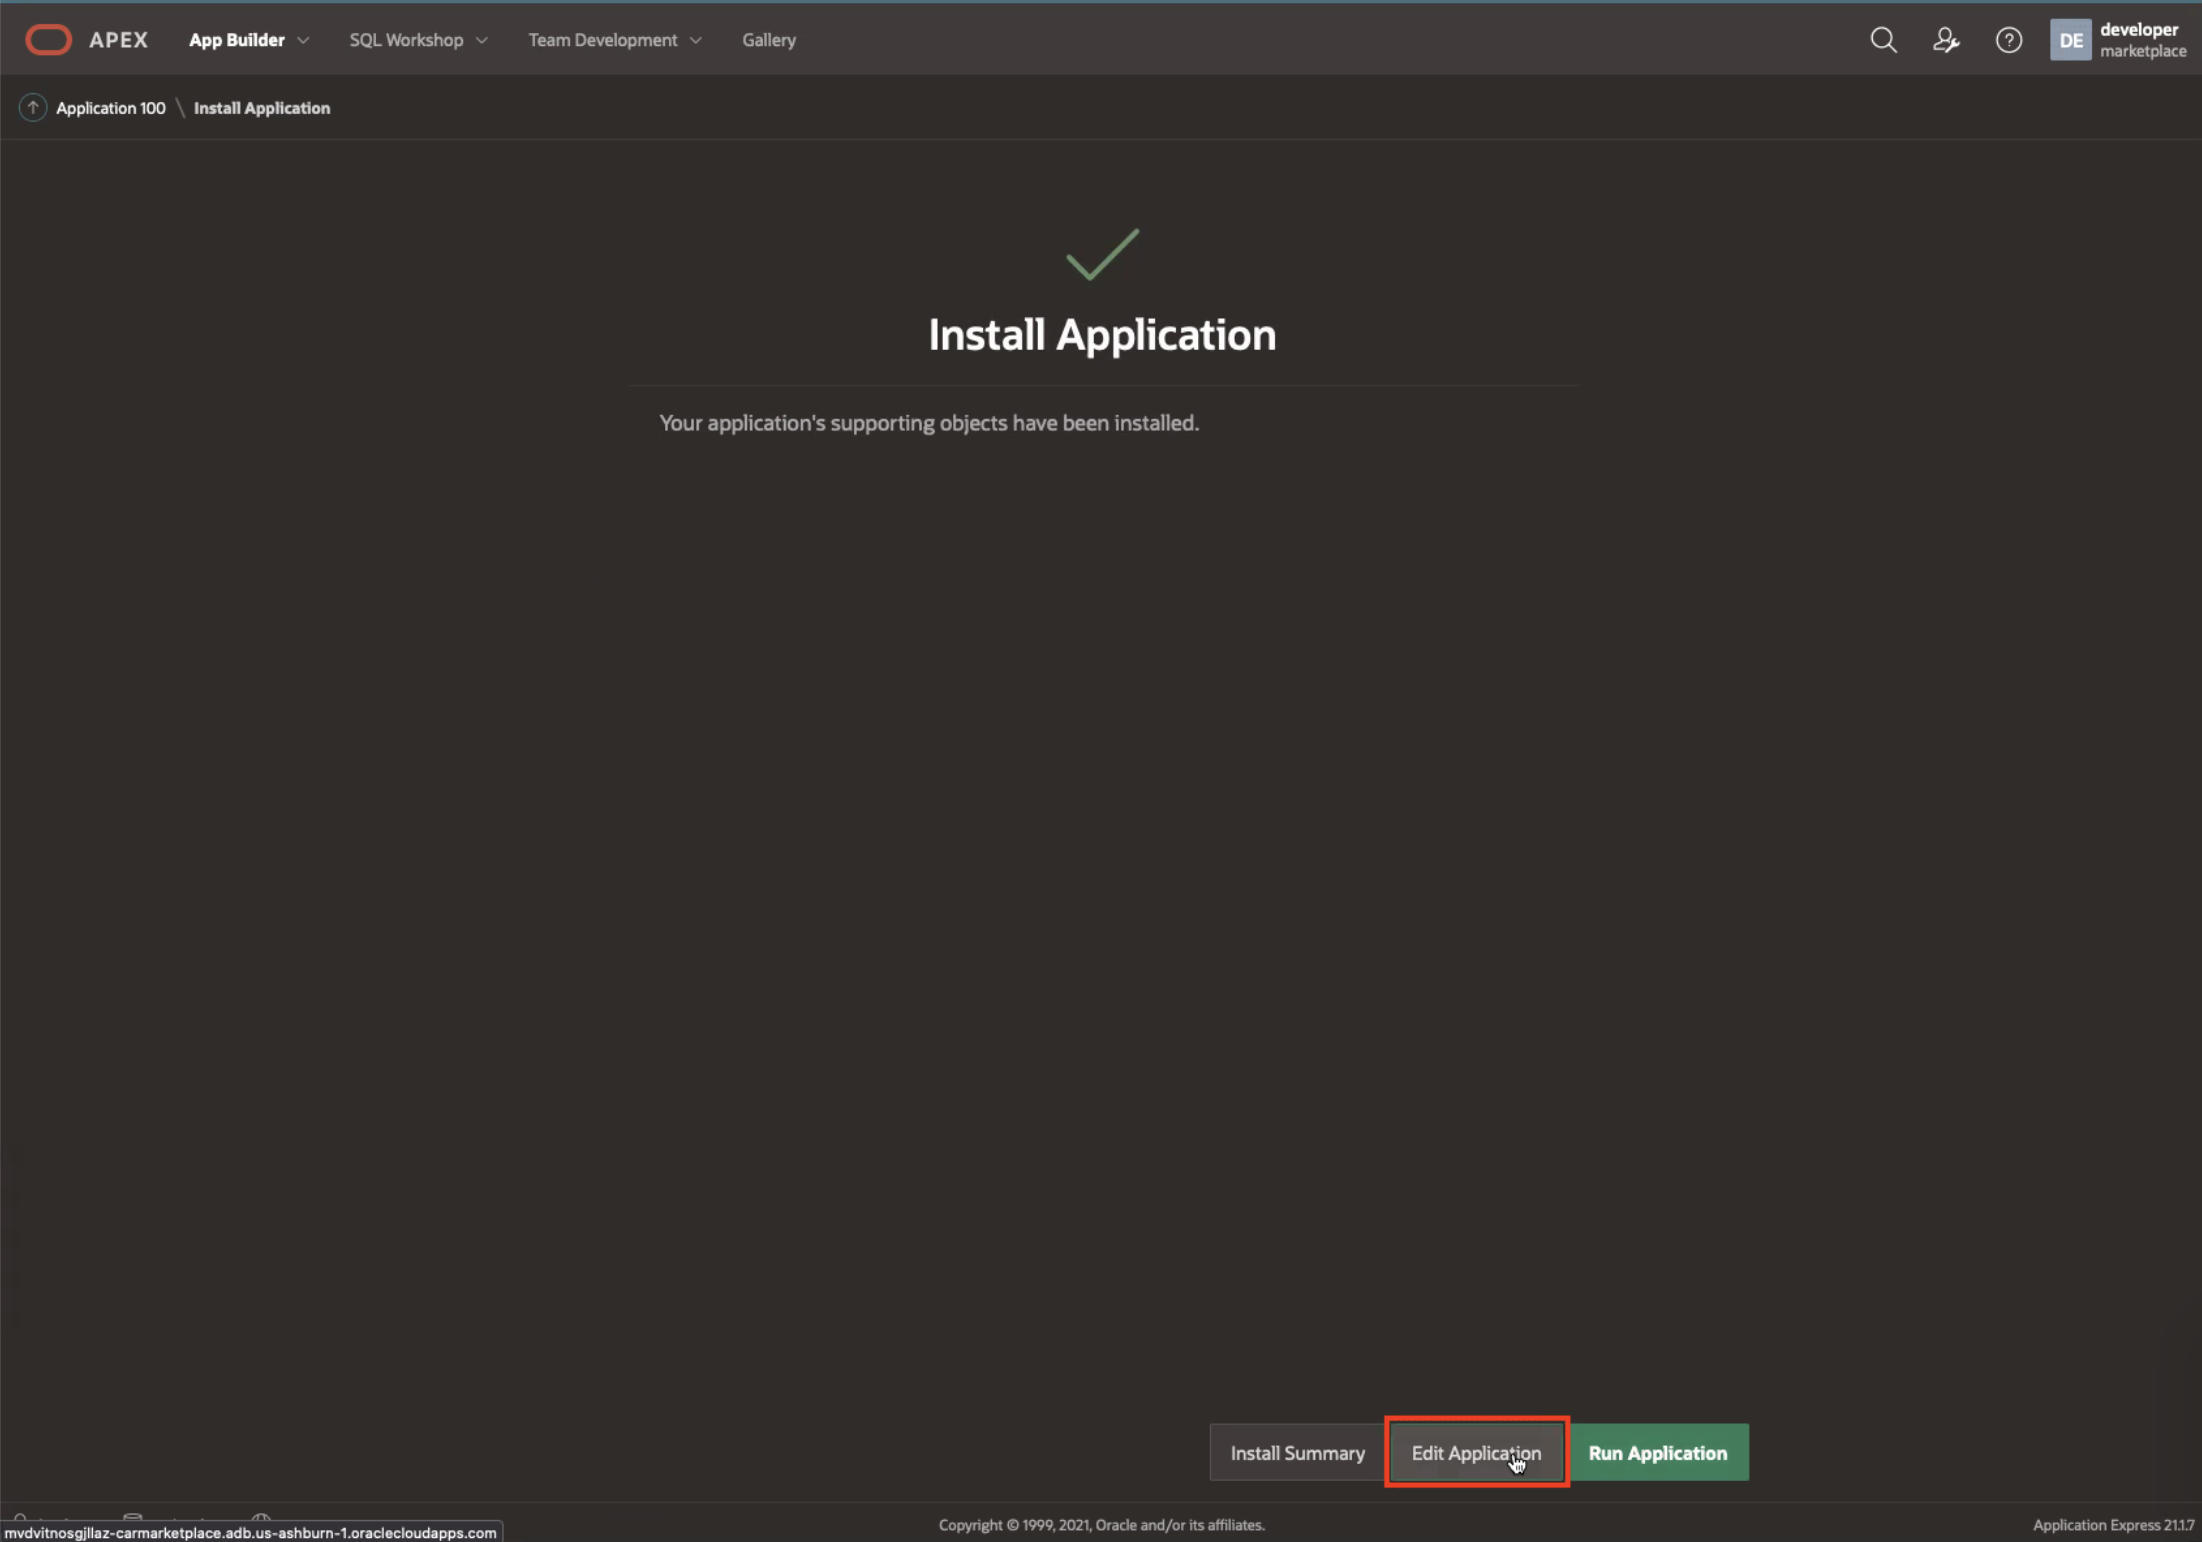 APEX App Builder SQL Workshop Team Development Gallery DE developer
marketplace
Application 100 \ Install Application
Install Application
Your application's supporting objects have been installed.
Install Summary Edit Application Run Application
mvdvitnosgjllaz-carmarketplace.adb.us-ashburn-1.oraclecloudapps.com
Copyright © 1999, 2021, Oracle and/or its affiliates.
Application Express 21.1.7